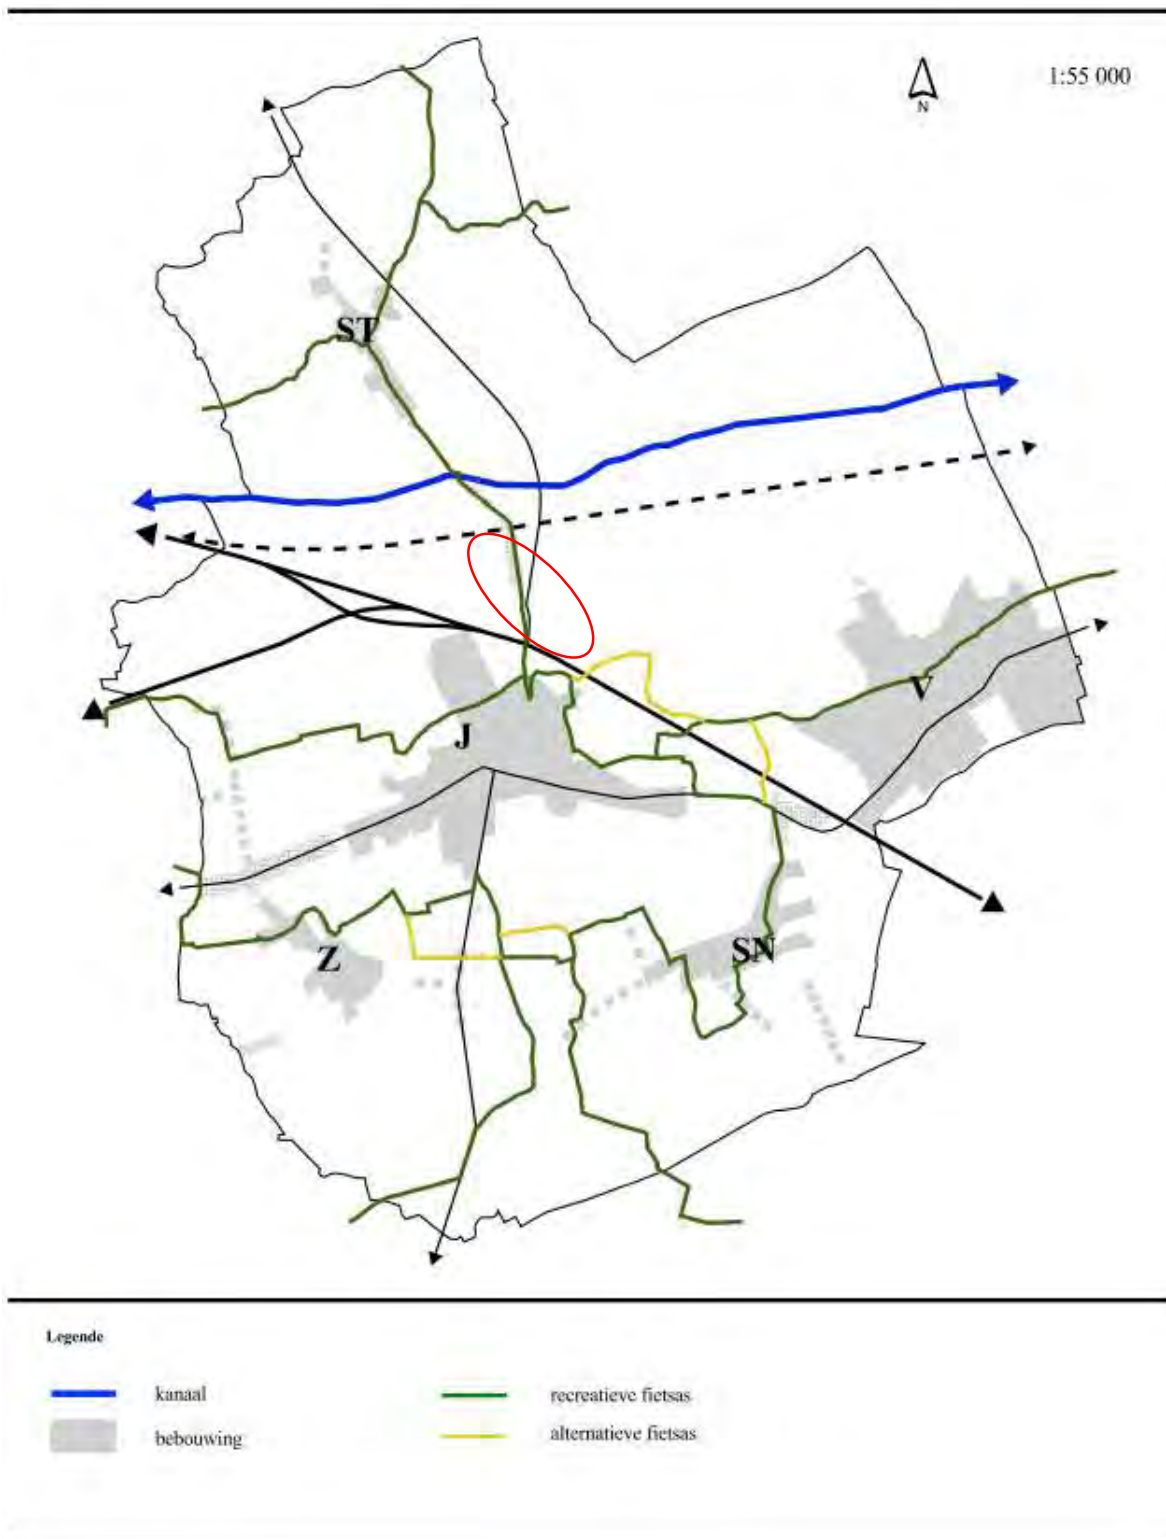 1:55 000
N
ST
V
J
Z
SN
Legende
kanaal
recreatieve fietsas
bebouwing
alternatieve fietsas